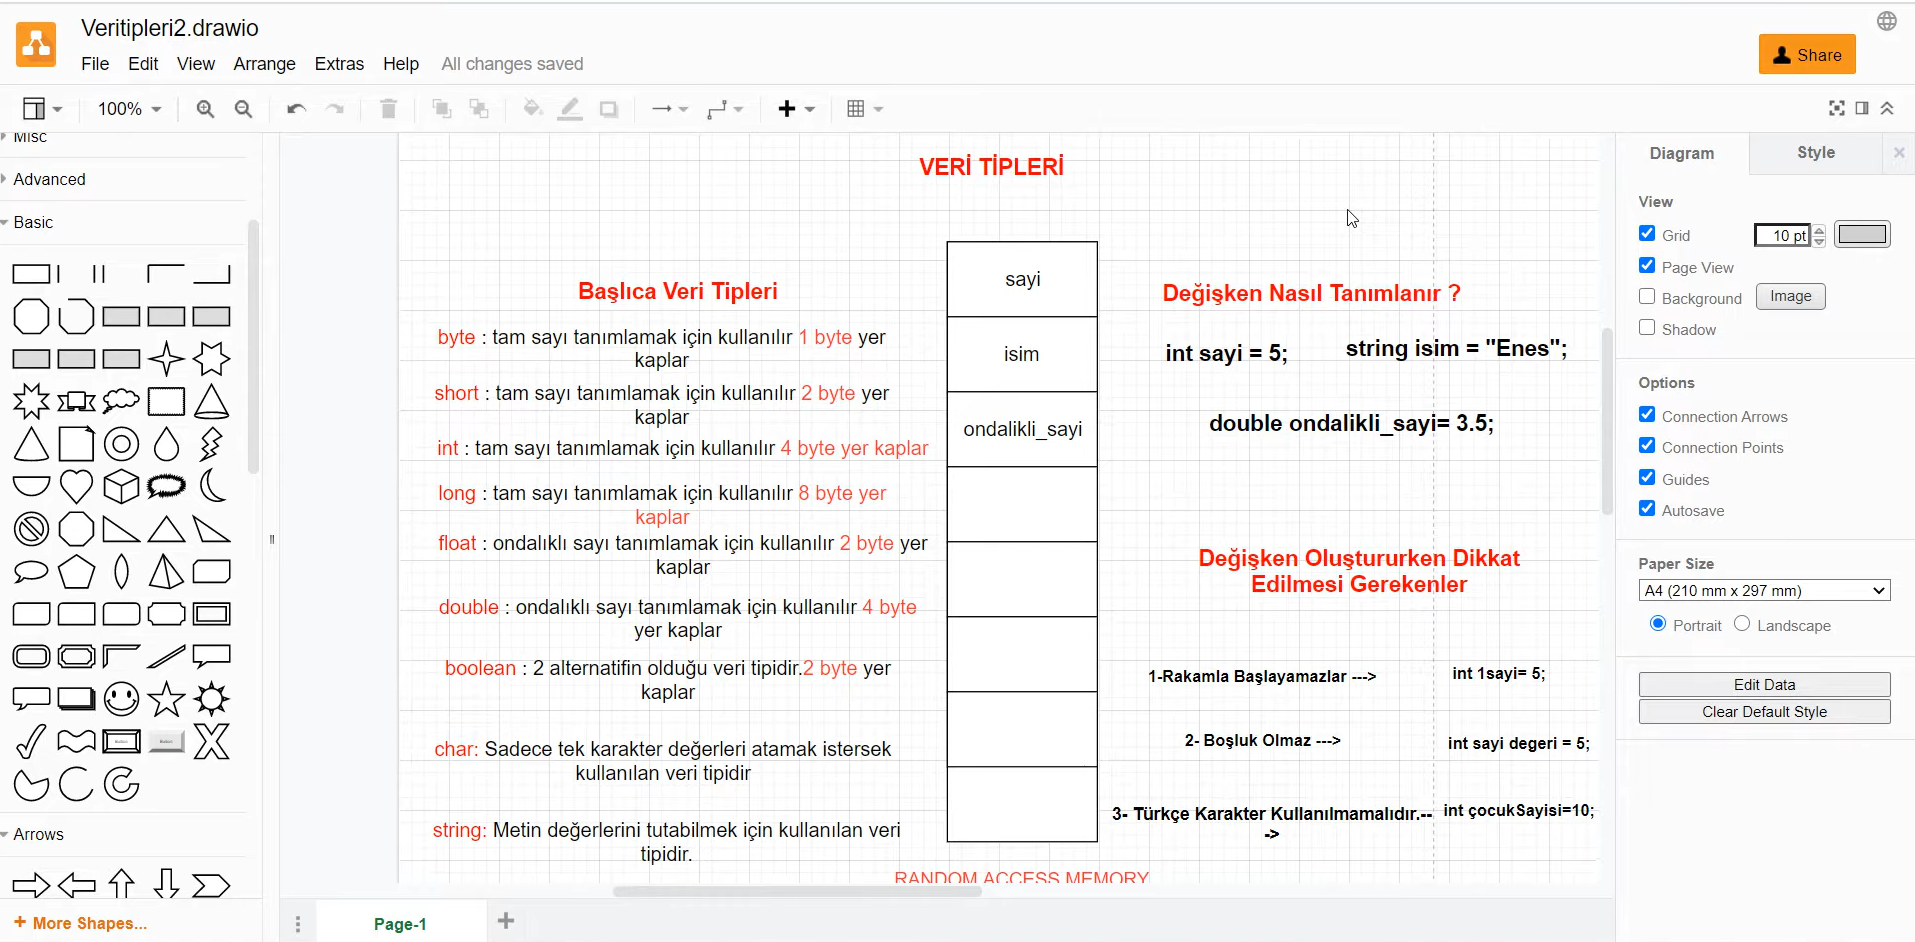 Veritipleri2.drawio
File Edit View Arrange Extras Help All changes saved
Share
100%
Misc
Advanced
Basic
Arrows
+ More Shapes...
VERİ TİPLERİ
Başlıca Veri Tipleri
byte : tam sayı tanımlamak için kullanılır 1 byte yer
kaplar
short : tam sayı tanımlamak için kullanılır 2 byte yer
kaplar
int : tam sayı tanımlamak için kullanılır 4 byte yer kaplar
long : tam sayı tanımlamak için kullanılır 8 byte yer
kaplar
float : ondalıklı sayı tanımlamak için kullanılır 2 byte yer
kaplar
double : ondalıklı sayı tanımlamak için kullanılır 4 byte
yer kaplar
boolean : 2 alternatifin olduğu veri tipidir.2 byte yer
kaplar
char: Sadece tek karakter değerleri atamak istersek
kullanılan veri tipidir
string: Metin değerlerini tutabilmek için kullanılan veri
tipidir.
sayi
isim
ondalikli_sayi
RANDOM ACCESS MEMORY
Değişken Nasıl Tanımlanır ?
int sayi = 5;
string isim = "Enes";
double ondalikli_sayi= 3.5;
Değişken Oluştururken Dikkat
Edilmesi Gerekenler
1-Rakamla Başlayamazlar --->
int 1sayi= 5;
2- Boşluk Olmaz --->
int sayi degeri = 5;
3- Türkçe Karakter Kullanılmamalıdır.--
->
int çocukSayisi=10;
Page-1
Diagram
Style
View
Grid
10 pt
Page View
Background
Image
Shadow
Options
Connection Arrows
Connection Points
Guides
Autosave
Paper Size
A4 (210 mm x 297 mm)
Portrait
Landscape
Edit Data
Clear Default Style